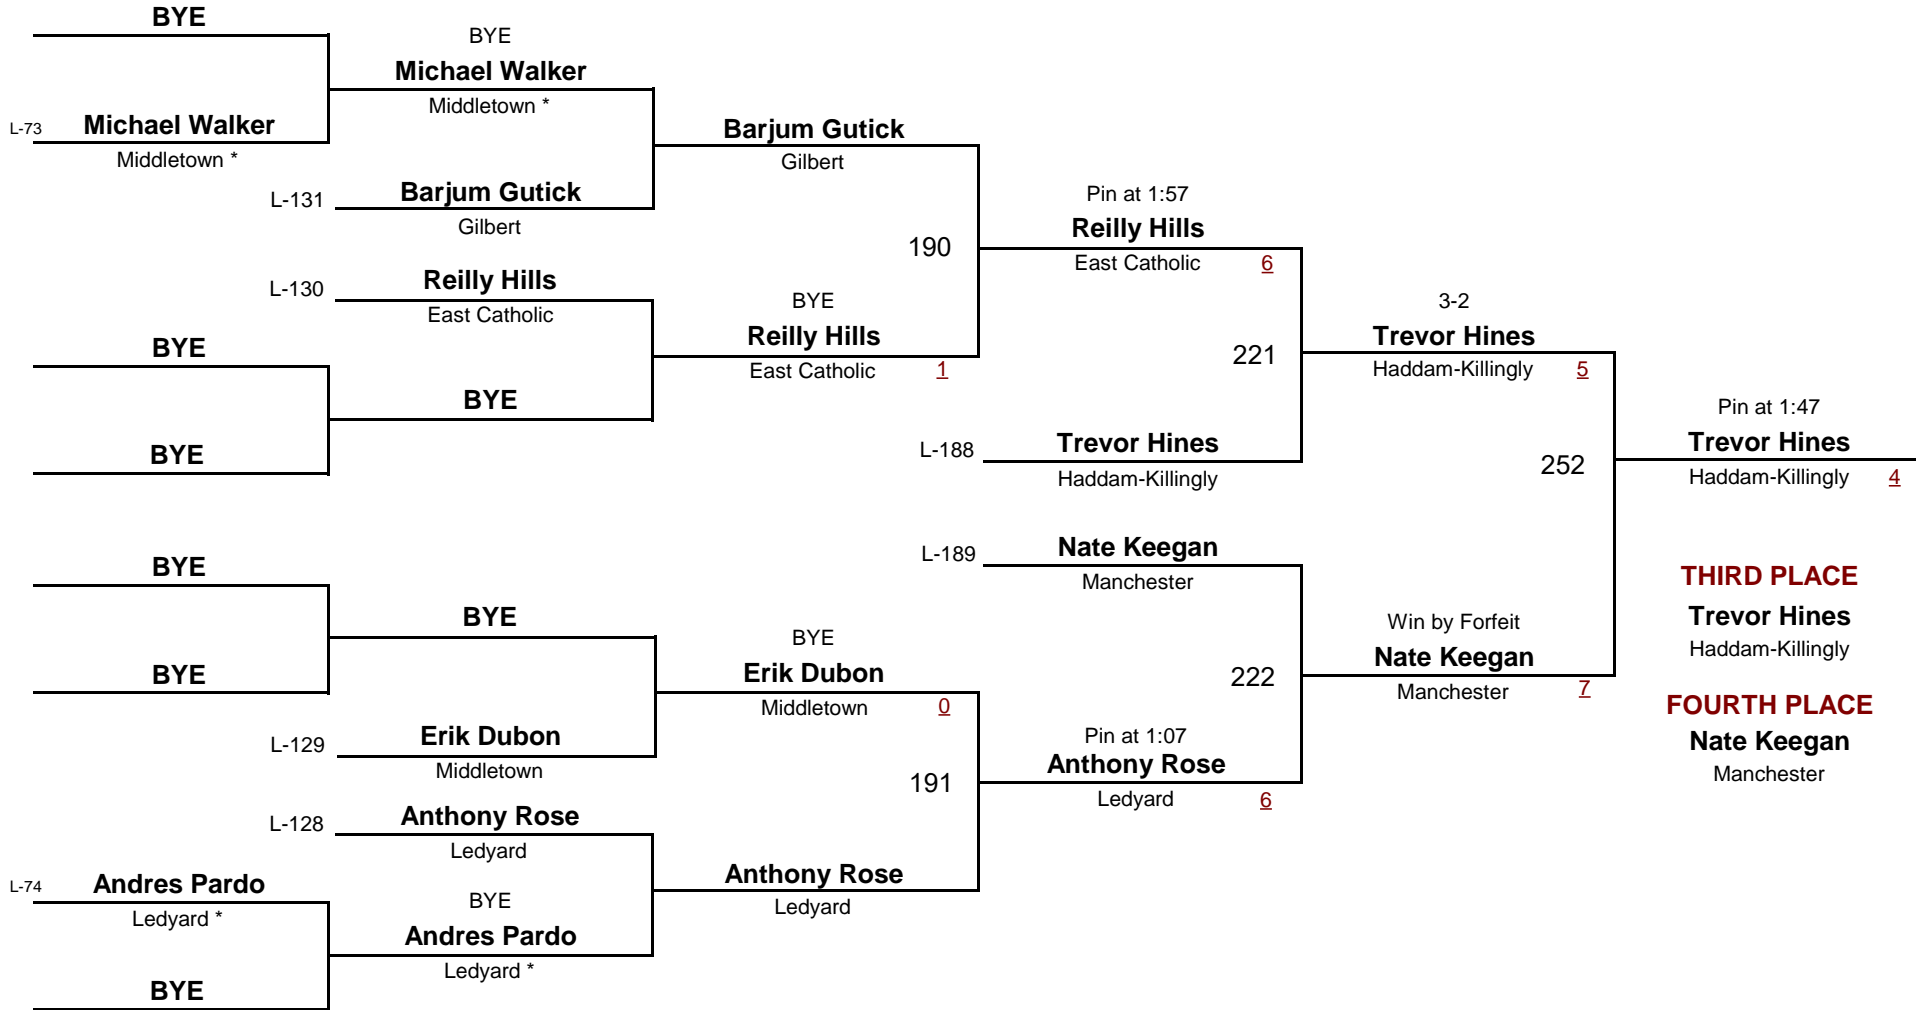 BYE
L-73 Michael Walker
Middletown *
BYE
BYE
BYE
BYE
L-74 Andres Pardo
Ledyard *
BYE
BYE
Michael Walker
Middletown *
L-131 Barjum Gutick
Gilbert
L-130 Reilly Hills
East Catholic
BYE
BYE
L-129 Erik Dubon
Middletown
L-128 Anthony Rose
Ledyard
BYE
Andres Pardo
Ledyard *
Barjum Gutick
Gilbert
190
BYE
Reilly Hills
East Catholic 1
BYE
Erik Dubon
Middletown 0
191
Anthony Rose
Ledyard
Pin at 1:57
Reilly Hills
East Catholic 6
221
L-188 Trevor Hines
Haddam-Killingly
L-189 Nate Keegan
Manchester
222
Pin at 1:07
Anthony Rose
Ledyard 6
3-2
Trevor Hines
Haddam-Killingly 5
252
Win by Forfeit
Nate Keegan
Manchester 7
Pin at 1:47
Trevor Hines
Haddam-Killingly 4
THIRD PLACE
Trevor Hines
Haddam-Killingly
FOURTH PLACE
Nate Keegan
Manchester